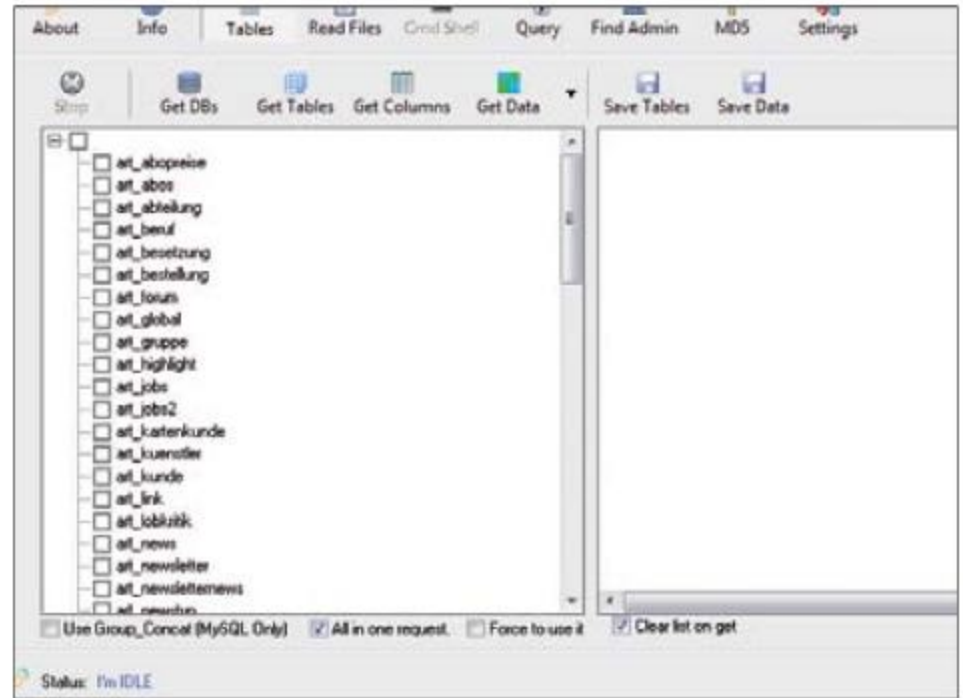 About Info Tables Read Files Cmd Shell Query Find Admin MD5 Settings
Stop Get DBs Get Tables Get Columns Get Data Save Tables Save Data
art_abopreise
art_abos
art_abteilung
art_beruf
art_besetzung
art_bestellung
art_forum
art_global
art_gruppe
art_highlight
art_jobs
art_jobs2
art_kartenkunde
art_kuenstler
art_kunde
art_link
art_lobkritik
art_news
art_newsletter
art_newsletternews
art_newstyp
Use Group_Concat (MySQL Only) All in one request. Force to use it Clear list on get
Status: I'm IDLE